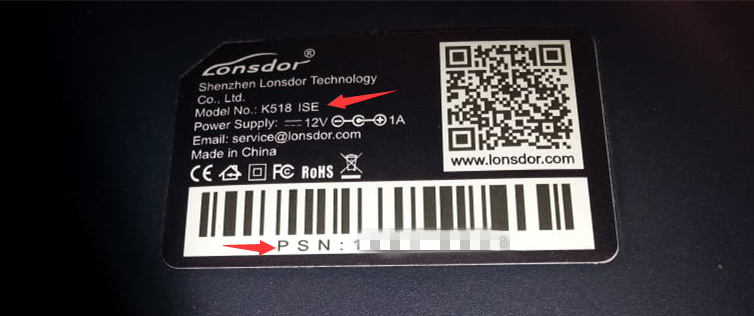 Lonsdor®
Shenzhen Lonsdor Technology
Co., Ltd.
Model No.: K518 ISE
Power Supply: 12V 1A
Email: service@lonsdor.com
Made in China
CE FC RoHS
www.lonsdor.com
PSN:1 8